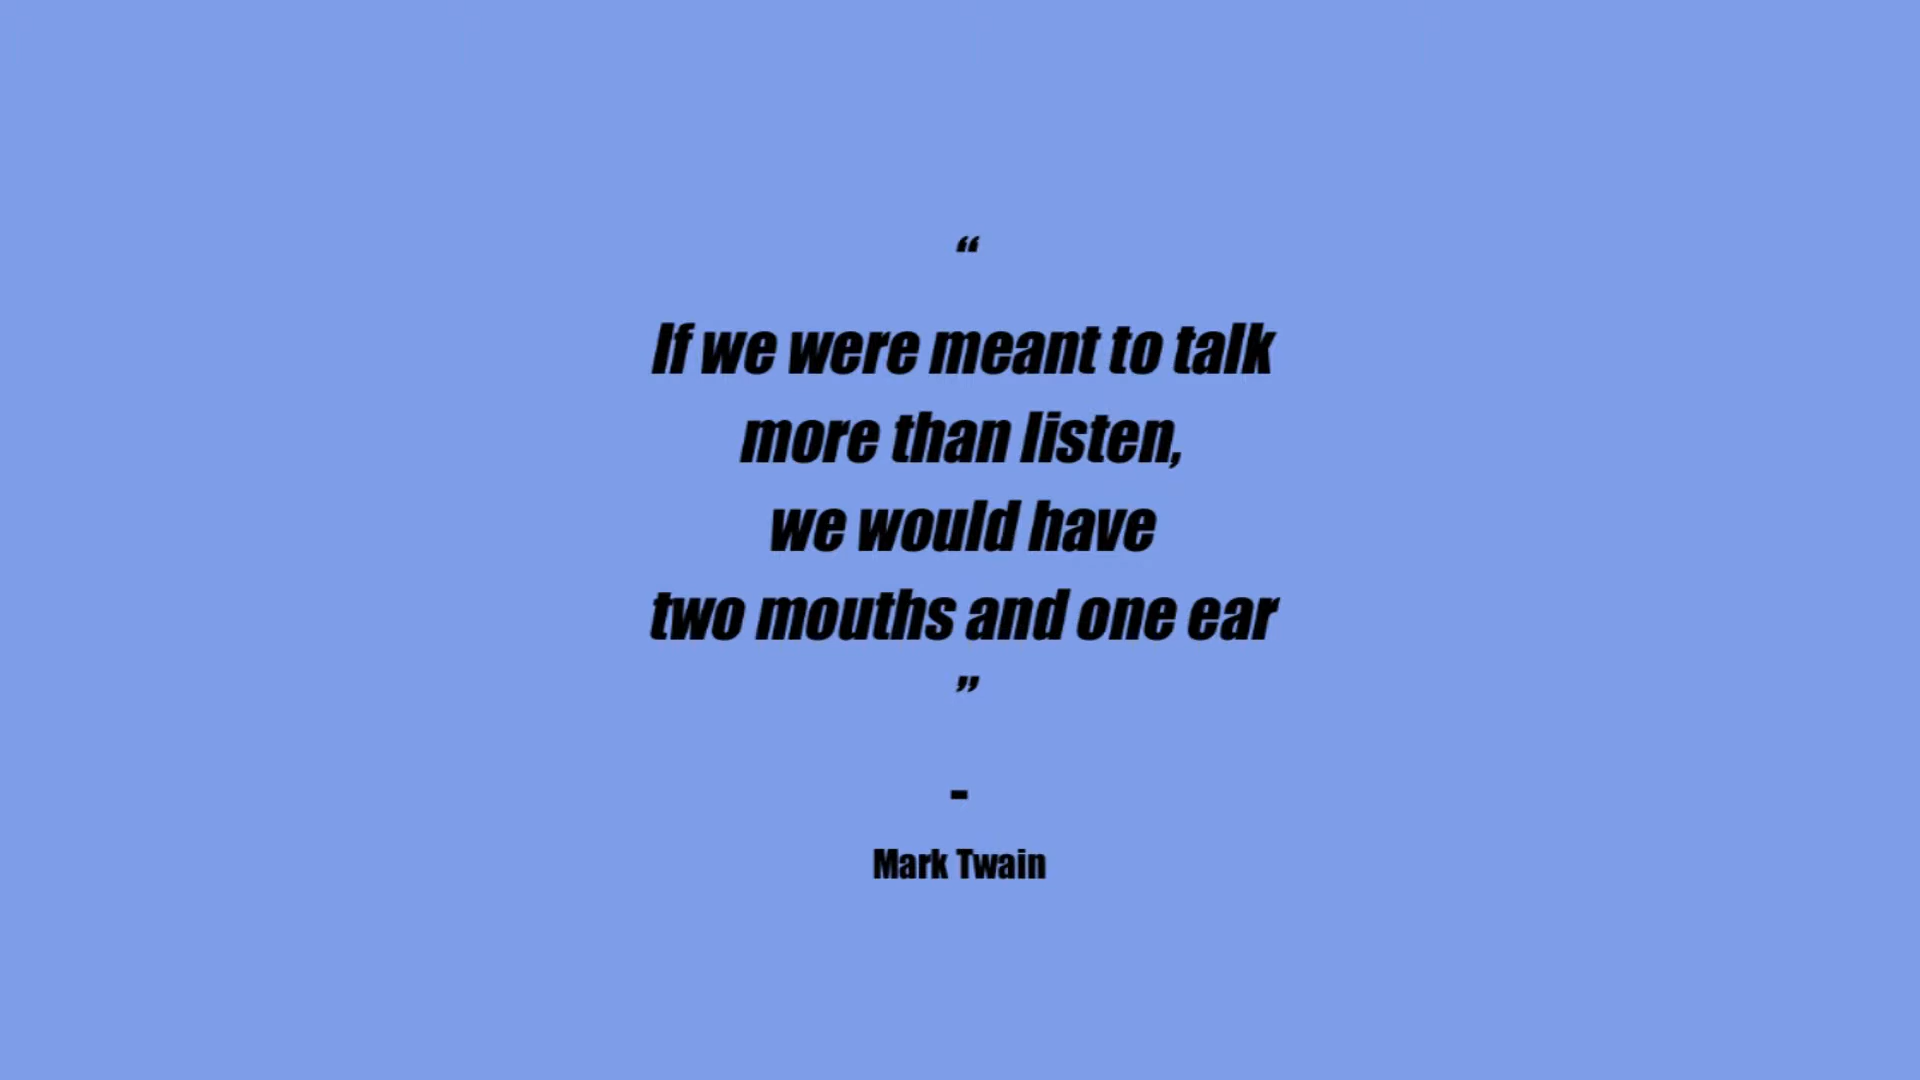 “
If we were meant to talk
more than listen,
we would have
two mouths and one ear
”
-
Mark Twain